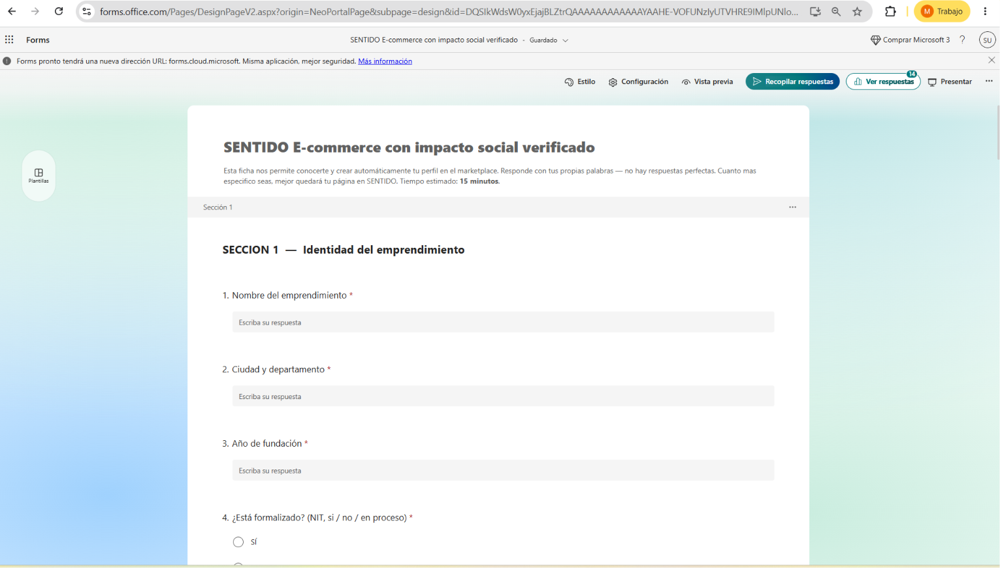 forms.office.com/Pages/DesignPageV2.aspx?origin=NeoPortalPage&subpage=design&id=DQSIkWdsW0yxEjajBLZtrQAAAAAAAAAAAAYAAHE-VOFUNzIyUTVHRE9IMlpUNlo...
M Trabajo
Forms
SENTIDO E-commerce con impacto social verificado - Guardado
Comprar Microsoft 3
?
SU
Forms pronto tendrá una nueva dirección URL: forms.cloud.microsoft. Misma aplicación, mejor seguridad. Más información
Estilo
Configuración
Vista previa
Recopilar respuestas
Ver respuestas
14
Presentar
Plantillas
SENTIDO E-commerce con impacto social verificado
Esta ficha nos permite conocerte y crear automáticamente tu perfil en el marketplace. Responde con tus propias palabras — no hay respuestas perfectas. Cuanto mas
especifico seas, mejor quedará tu página en SENTIDO. Tiempo estimado: 15 minutos.
Sección 1
SECCION 1 — Identidad del emprendimiento
1. Nombre del emprendimiento *
Escriba su respuesta
2. Ciudad y departamento *
Escriba su respuesta
3. Año de fundación *
Escriba su respuesta
4. ¿Está formalizado? (NIT, si / no / en proceso) *
SÍ